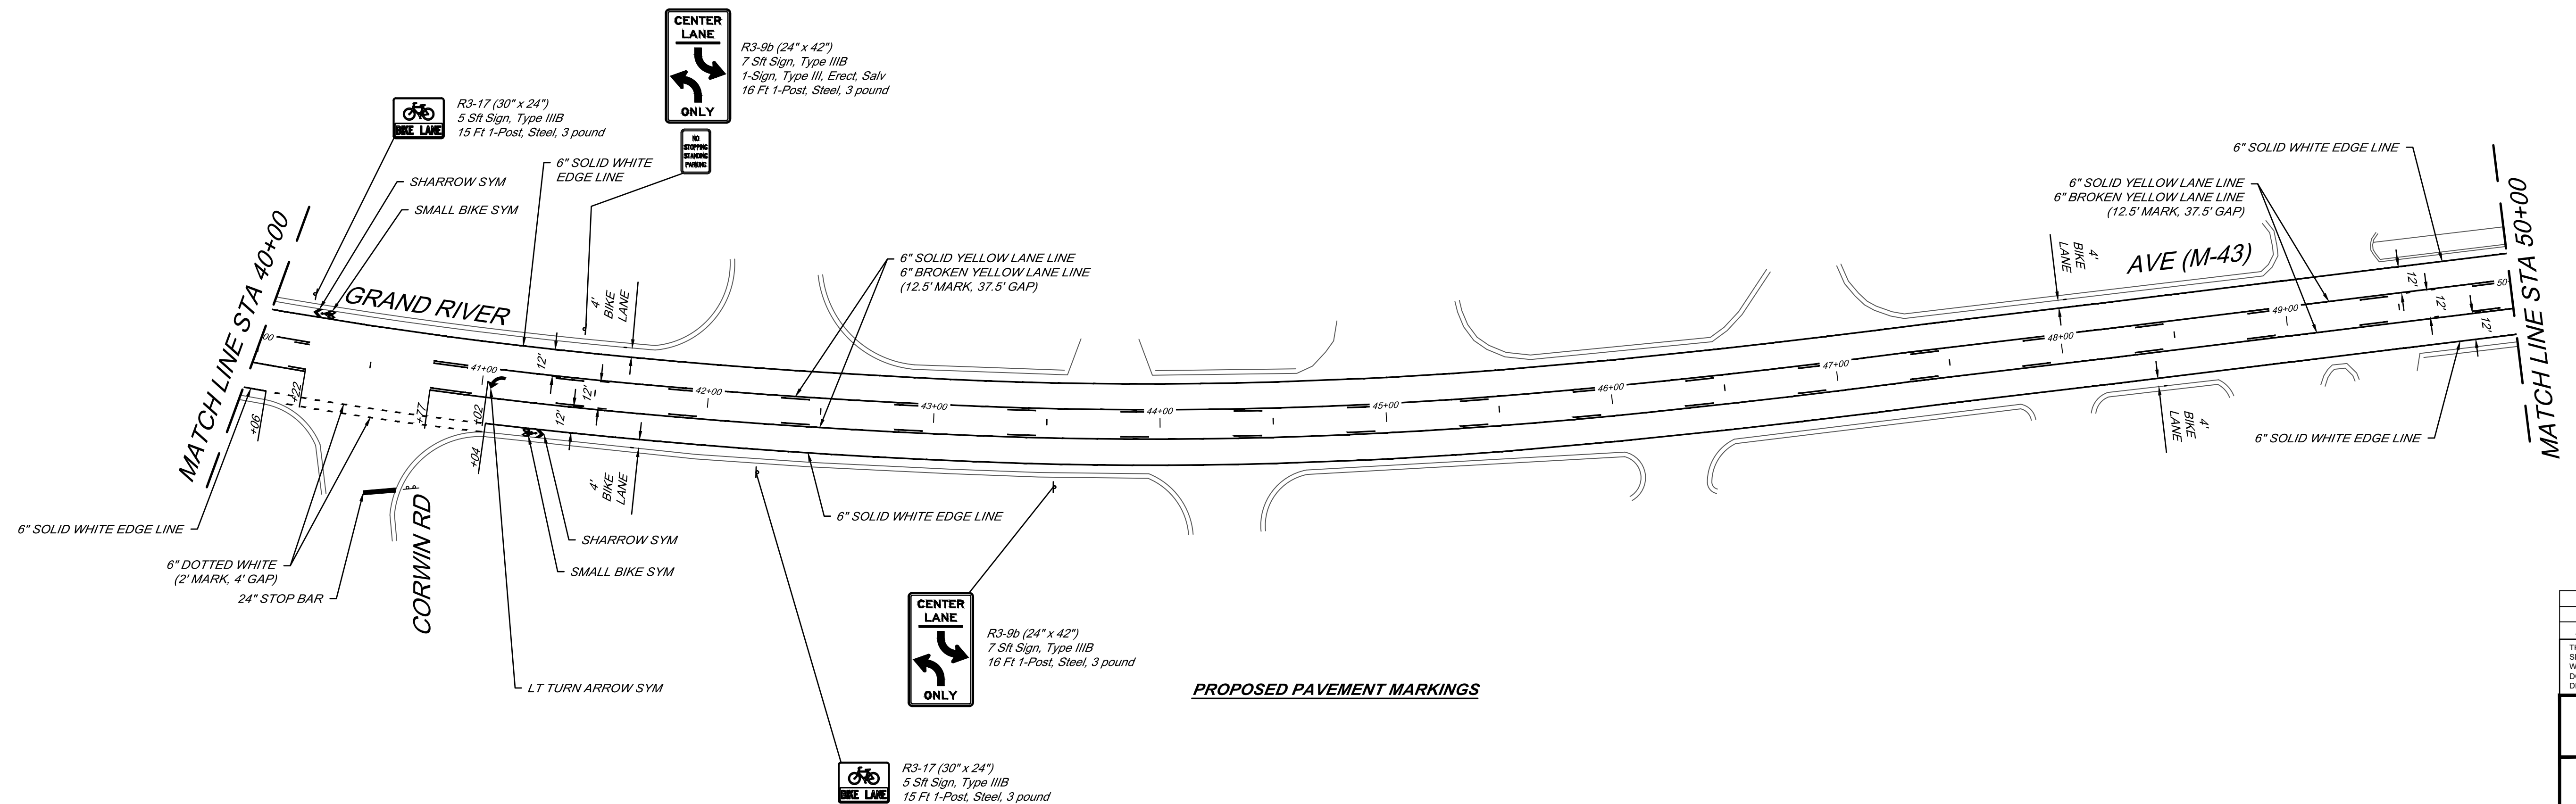 CENTER
LANE
ONLY
R3-9b (24" x 42")
7 Sft Sign, Type IIIB
1-Sign, Type III, Erect, Salv
16 Ft 1-Post, Steel, 3 pound
NO
STOPPING
STANDING
PARKING
BIKE LANE
R3-17 (30" x 24")
5 Sft Sign, Type IIIB
15 Ft 1-Post, Steel, 3 pound
6" SOLID WHITE
EDGE LINE
SHARROW SYM
SMALL BIKE SYM
MATCH LINE STA 40+00
GRAND RIVER
4'
BIKE
LANE
6" SOLID YELLOW LANE LINE
6" BROKEN YELLOW LANE LINE
(12.5' MARK, 37.5' GAP)
6" SOLID WHITE EDGE LINE
6" SOLID YELLOW LANE LINE
6" BROKEN YELLOW LANE LINE
(12.5' MARK, 37.5' GAP)
4'
BIKE
LANE
AVE (M-43)
MATCH LINE STA 50+00
00
41+00
42+00
43+00
44+00
45+00
46+00
47+00
48+00
49+00
50
12'
12'
12'
12'
12'
12'
+06
+22
+77
+02
+04
4'
BIKE
LANE
4'
BIKE
LANE
6" SOLID WHITE EDGE LINE
6" SOLID WHITE EDGE LINE
6" DOTTED WHITE
(2' MARK, 4' GAP)
24" STOP BAR
CORWIN RD
6" SOLID WHITE EDGE LINE
SHARROW SYM
SMALL BIKE SYM
LT TURN ARROW SYM
CENTER
LANE
ONLY
R3-9b (24" x 42")
7 Sft Sign, Type IIIB
16 Ft 1-Post, Steel, 3 pound
PROPOSED PAVEMENT MARKINGS
BIKE LANE
R3-17 (30" x 24")
5 Sft Sign, Type IIIB
15 Ft 1-Post, Steel, 3 pound